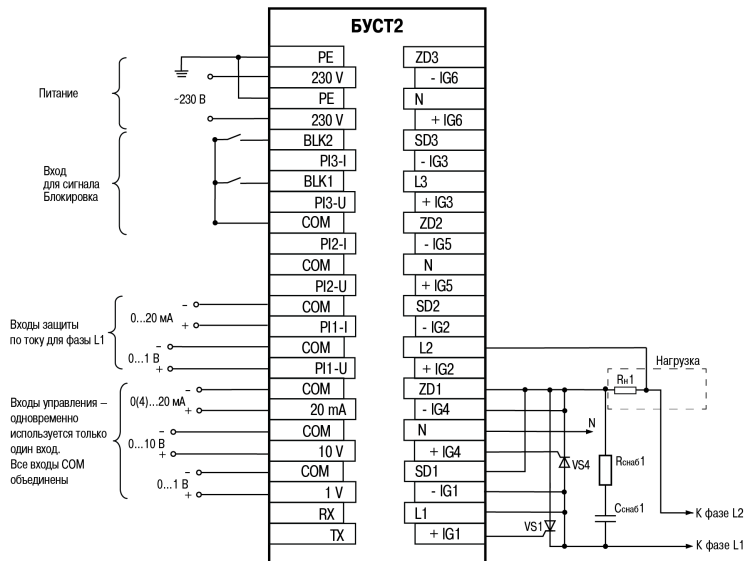 БУСТ2
PE
230 V
PE
230 V
BLK2
PI3-I
BLK1
PI3-U
COM
PI2-I
COM
PI2-U
COM
PI1-I
COM
PI1-U
COM
20 mA
COM
10 V
COM
1 V
RX
TX
ZD3
- IG6
N
+ IG6
SD3
- IG3
L3
+ IG3
ZD2
- IG5
N
+ IG5
SD2
- IG2
L2
+ IG2
ZD1
- IG4
N
+ IG4
SD1
- IG1
L1
+ IG1
Питание
~230 В
Вход
для сигнала
Блокировка
Входы защиты
по току для фазы L1
−
0...20 мА
+
−
0...1 В
+
Входы управления –
одновременно
используется только
один вход.
Все входы COM
объединены
−
0(4)...20 мА
+
−
0...10 В
+
−
0...1 В
+
Нагрузка
Rн1
N
VS4
Rснаб1
Cснаб1
VS1
К фазе L2
К фазе L1